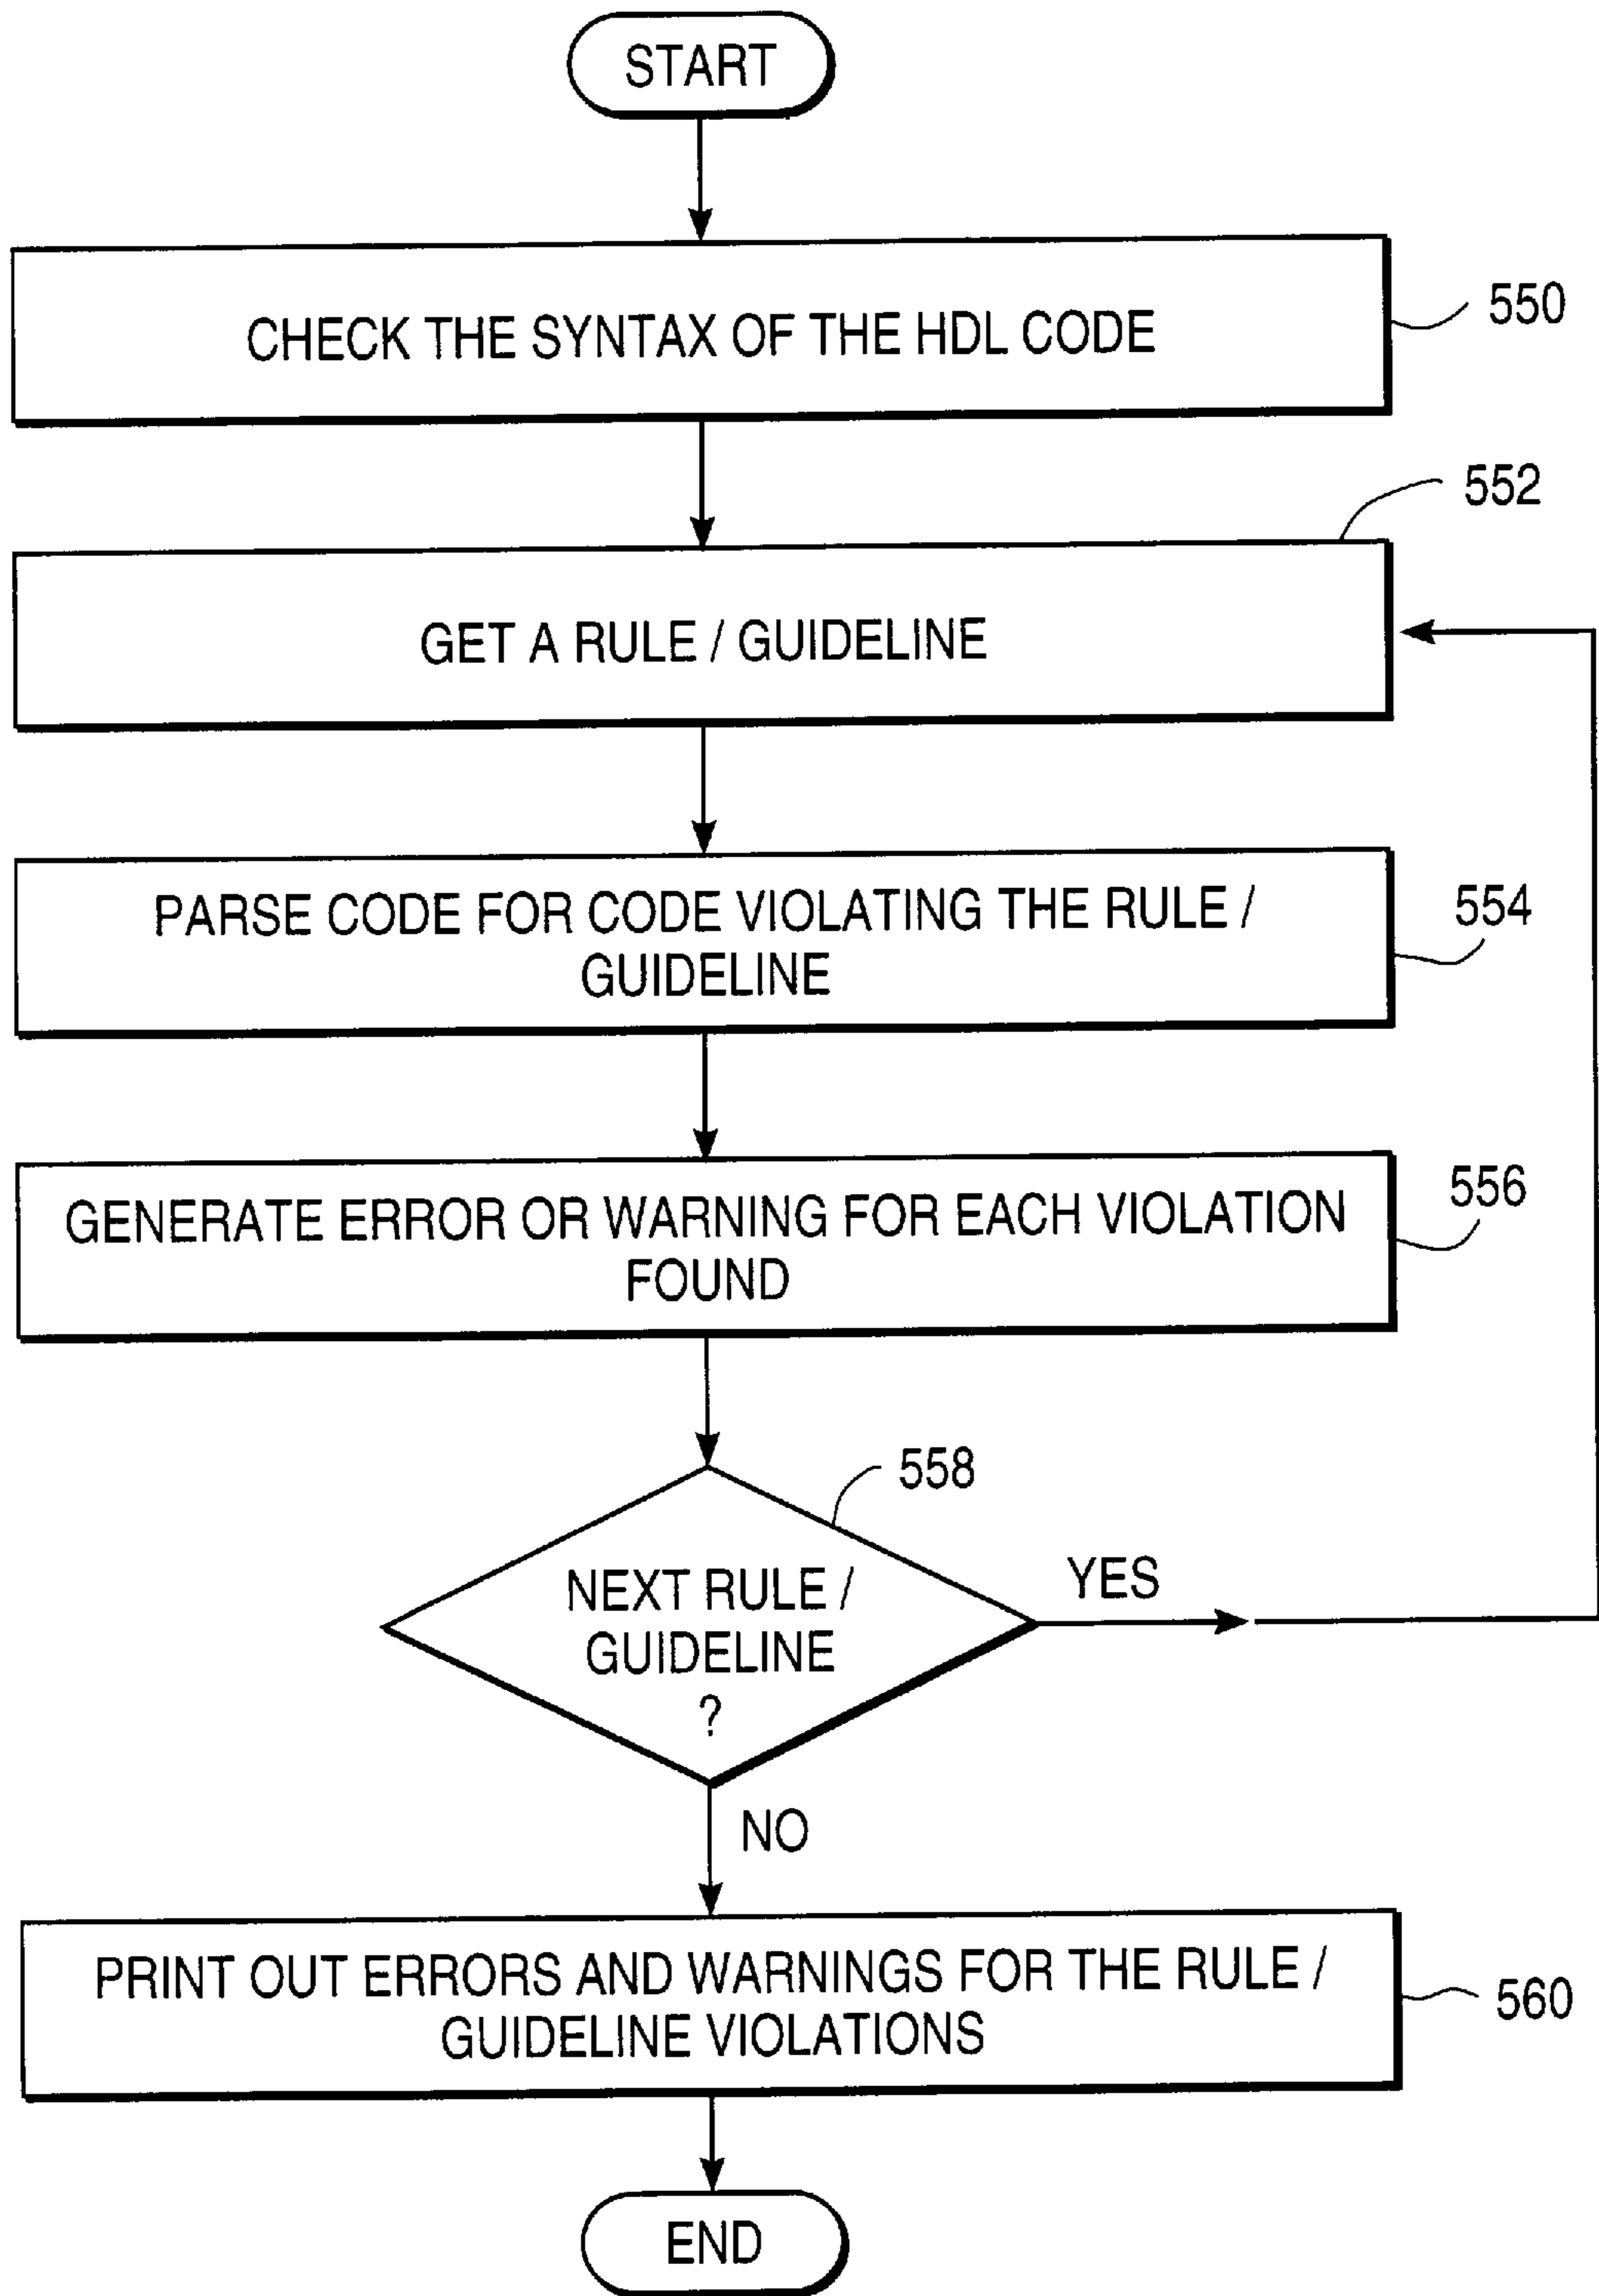 START
CHECK THE SYNTAX OF THE HDL CODE
550
552
GET A RULE / GUIDELINE
PARSE CODE FOR CODE VIOLATING THE RULE /
GUIDELINE
554
GENERATE ERROR OR WARNING FOR EACH VIOLATION
FOUND
556
558
NEXT RULE /
GUIDELINE
?
YES
NO
PRINT OUT ERRORS AND WARNINGS FOR THE RULE /
GUIDELINE VIOLATIONS
560
END